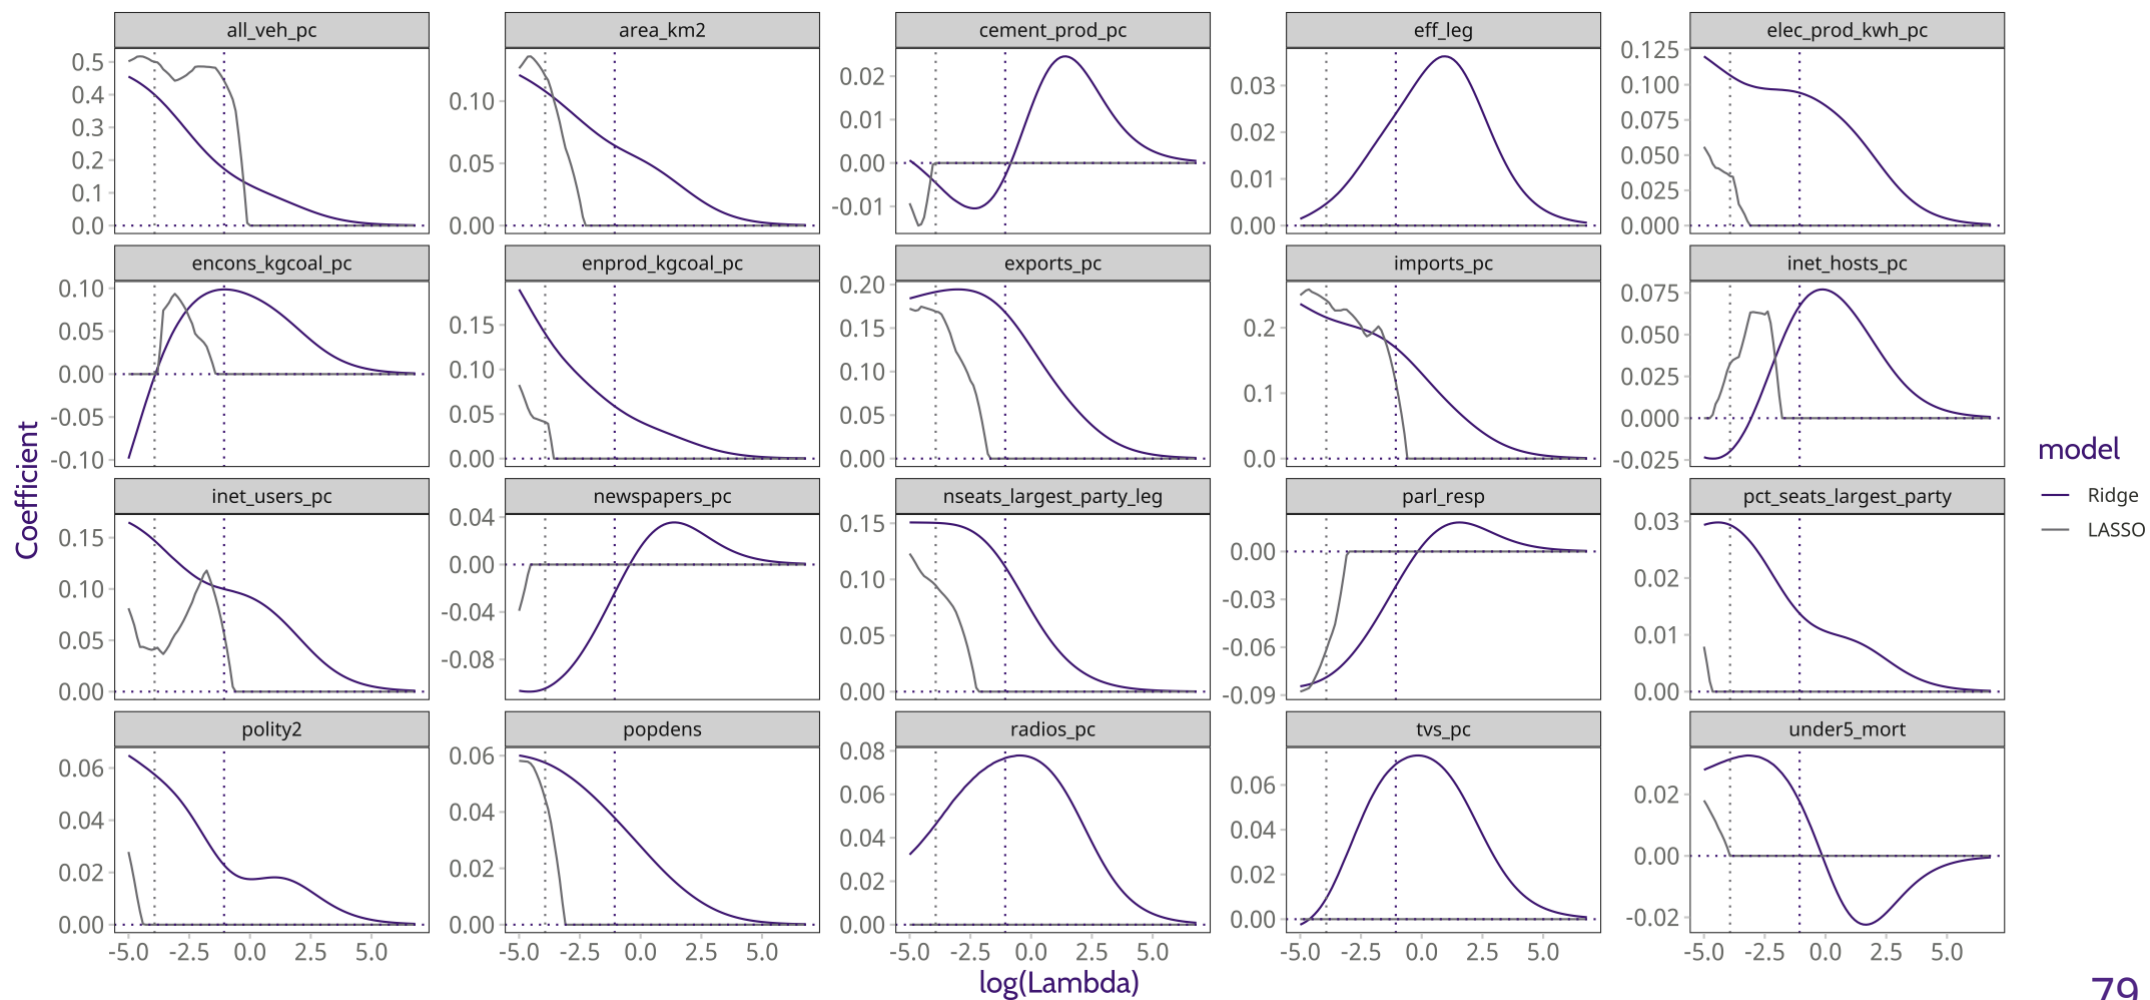 all_veh_pc
area_km2
cement_prod_pc
eff_leg
elec_prod_kwh_pc
0.5
0.4
0.3
0.2
0.1
0.0
0.10
0.05
0.00
0.02
0.01
0.00
-0.01
0.03
0.02
0.01
0.00
0.125
0.100
0.075
0.050
0.025
0.000
encons_kgcoal_pc
enprod_kgcoal_pc
exports_pc
imports_pc
inet_hosts_pc
0.10
0.05
0.00
-0.05
-0.10
0.15
0.10
0.05
0.00
0.20
0.15
0.10
0.05
0.00
0.2
0.1
0.0
0.075
0.050
0.025
0.000
-0.025
inet_users_pc
newspapers_pc
nseats_largest_party_leg
parl_resp
pct_seats_largest_party
0.15
0.10
0.05
0.00
0.04
0.00
-0.04
-0.08
0.15
0.10
0.05
0.00
0.00
-0.03
-0.06
-0.09
0.03
0.02
0.01
0.00
polity2
popdens
radios_pc
tvs_pc
under5_mort
0.06
0.04
0.02
0.00
0.06
0.04
0.02
0.00
0.08
0.06
0.04
0.02
0.00
0.06
0.04
0.02
0.00
0.02
0.00
-0.02
-5.0 -2.5 0.0 2.5 5.0
-5.0 -2.5 0.0 2.5 5.0
-5.0 -2.5 0.0 2.5 5.0
-5.0 -2.5 0.0 2.5 5.0
-5.0 -2.5 0.0 2.5 5.0
Coefficient
log(Lambda)
model
Ridge
LASSO
79